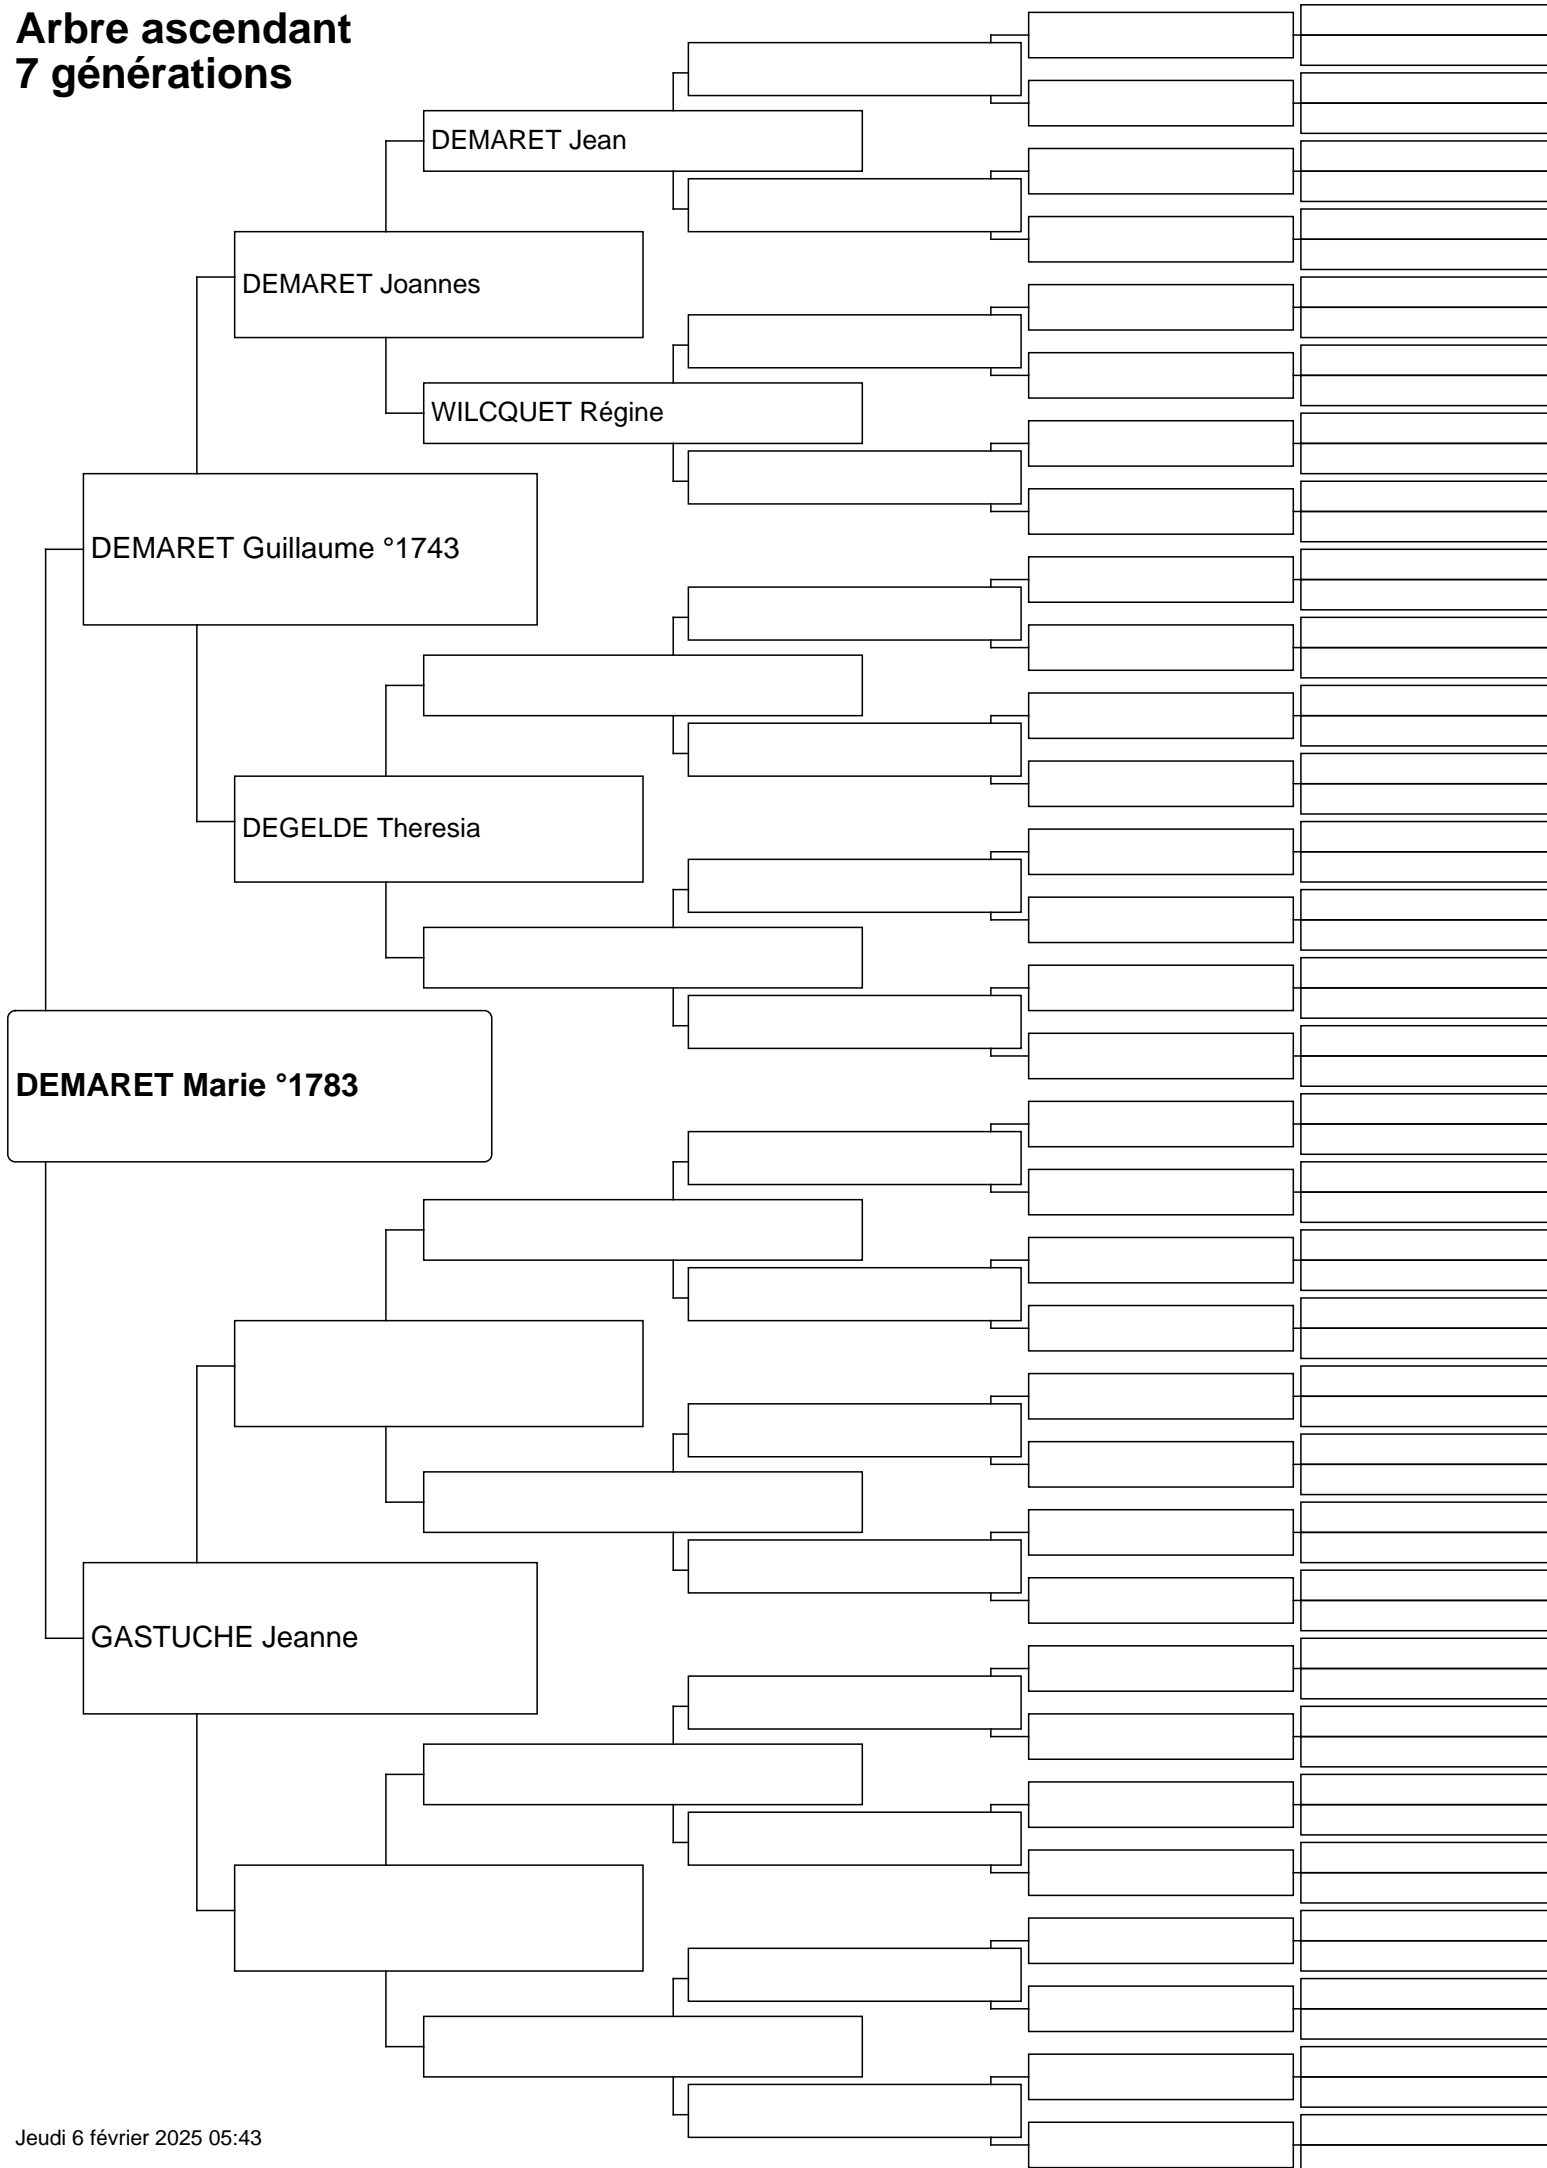 Arbre ascendant
7 générations
DEMARET Jean
DEMARET Joannes
WILCQUET Régine
DEMARET Guillaume °1743
DEGELDE Theresia
DEMARET Marie °1783
GASTUCHE Jeanne
Jeudi 6 février 2025 05:43